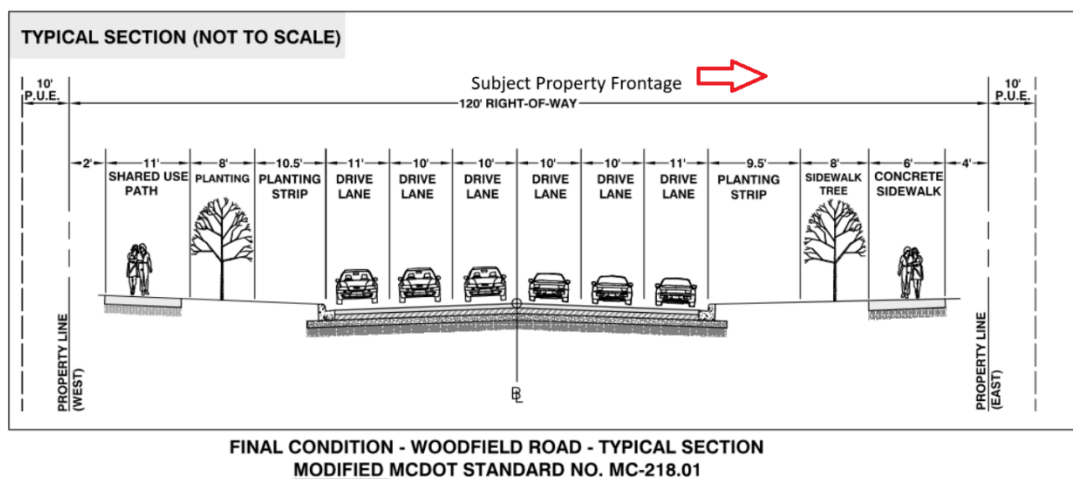 TYPICAL SECTION (NOT TO SCALE)
Subject Property Frontage
10'
P.U.E.
120' RIGHT-OF-WAY
10'
P.U.E.
2'
11'
SHARED USE
PATH
8'
PLANTING
10.5'
PLANTING
STRIP
11'
DRIVE
LANE
10'
DRIVE
LANE
10'
DRIVE
LANE
10'
DRIVE
LANE
10'
DRIVE
LANE
11'
DRIVE
LANE
9.5'
PLANTING
STRIP
8'
SIDEWALK
TREE
6'
CONCRETE
SIDEWALK
4'
PROPERTY LINE
(WEST)
BL
PROPERTY LINE
(EAST)
FINAL CONDITION - WOODFIELD ROAD - TYPICAL SECTION
MODIFIED MCDOT STANDARD NO. MC-218.01